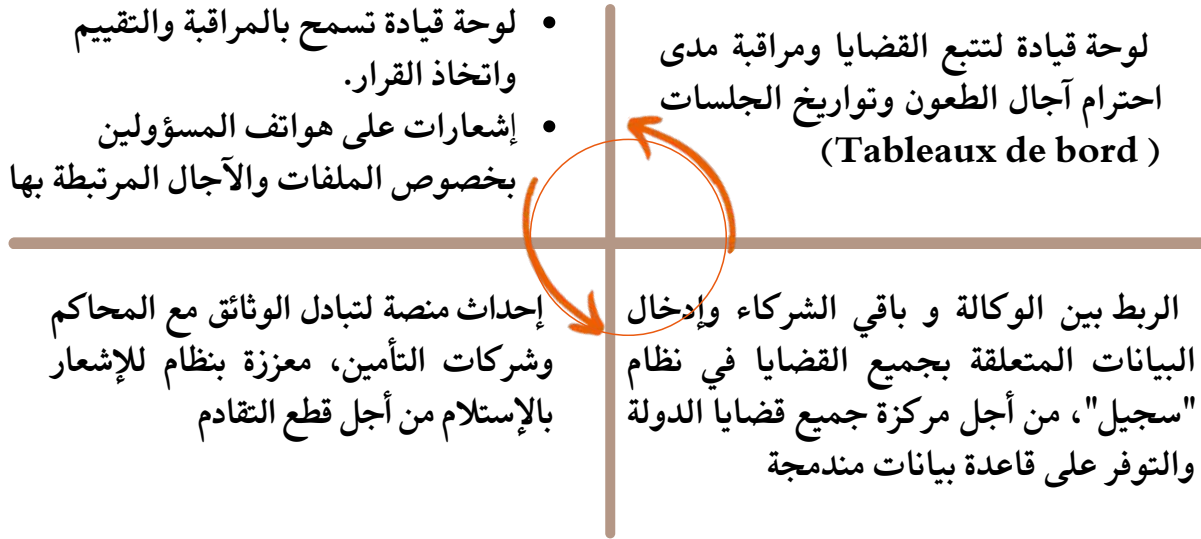 لوحة قيادة لتتبع القضايا ومراقبة مدى
احترام آجال الطعون وتواريخ الجلسات
(Tableaux de bord )
• لوحة قيادة تسمح بالمراقبة والتقييم
واتخاذ القرار.
• إشعارات على هواتف المسؤولين
بخصوص الملفات والآجال المرتبطة بها
الربط بين الوكالة و باقي الشركاء وإدخال
البيانات المتعلقة بجميع القضايا في نظام
"سجيل"، من أجل مركزة جميع قضايا الدولة
والتوفر على قاعدة بيانات مندمجة
إحداث منصة لتبادل الوثائق مع المحاكم
وشركات التأمين، معززة بنظام للإشعار
بالإستلام من أجل قطع التقادم